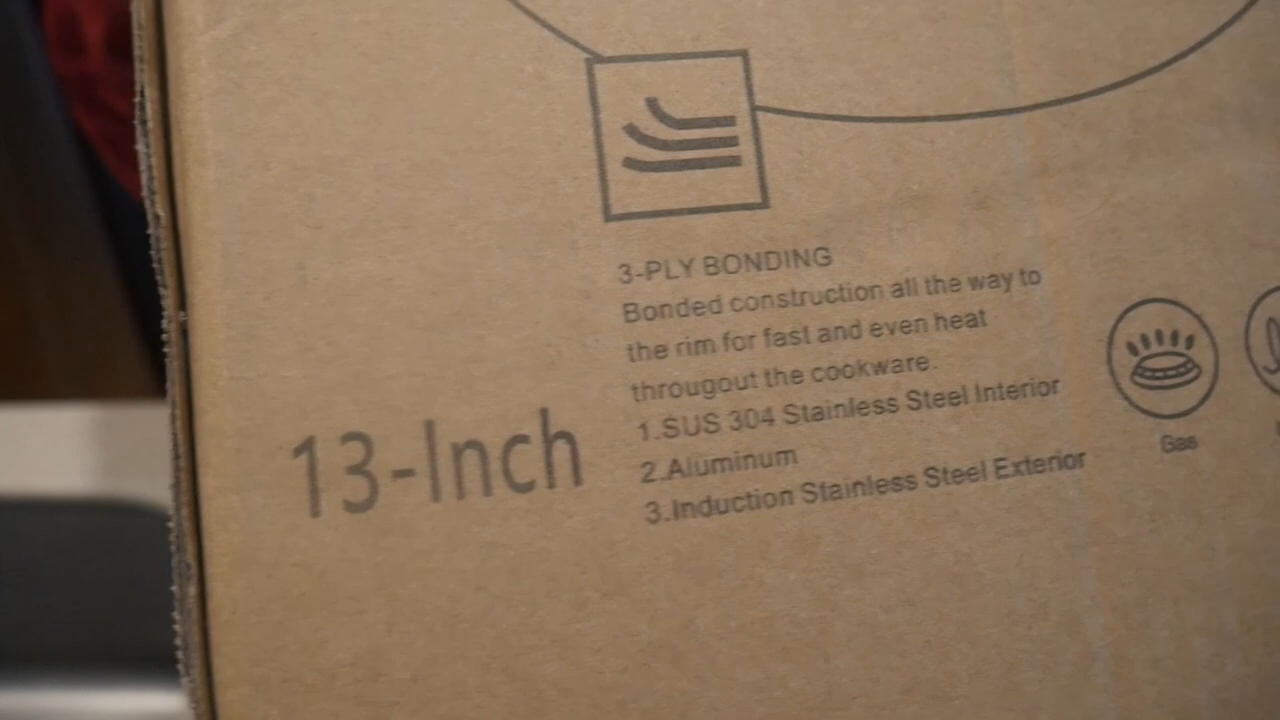 3-PLY BONDING
Bonded construction all the way to
the rim for fast and even heat
througout the cookware.
1.SUS 304 Stainless Steel Interior
2.Aluminum
3.Induction Stainless Steel Exterior
13-Inch
Gas